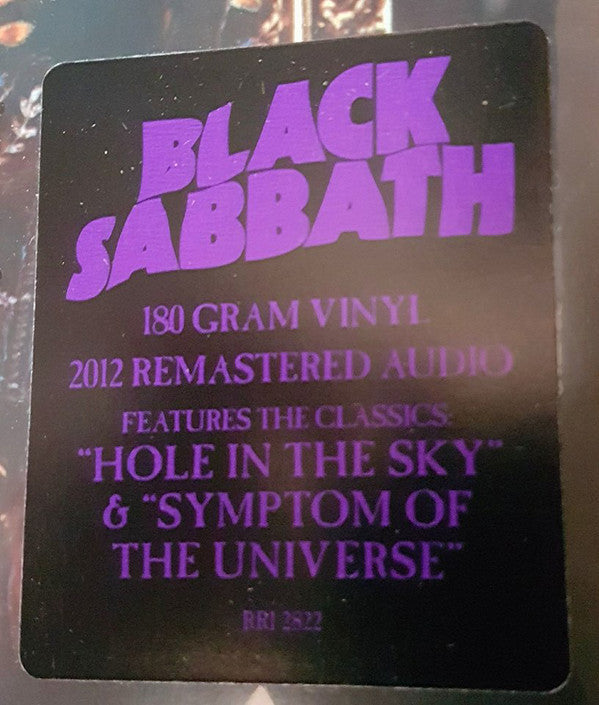 BLACK
SABBATH
180 GRAM VINYL
2012 REMASTERED AUDIO
FEATURES THE CLASSICS:
“HOLE IN THE SKY”
& “SYMPTOM OF
THE UNIVERSE”
RR1 2822